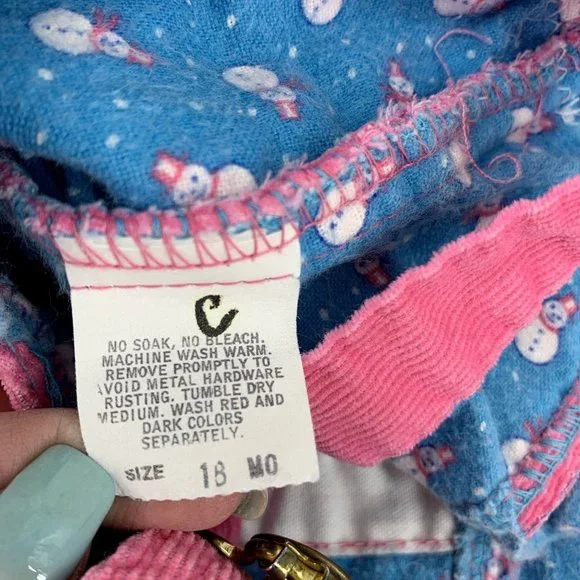 C
NO SOAK, NO BLEACH.
MACHINE WASH WARM.
REMOVE PROMPTLY TO
AVOID METAL HARDWARE
RUSTING. TUMBLE DRY
MEDIUM. WASH RED AND
DARK COLORS
SEPARATELY.
SIZE 18 MO